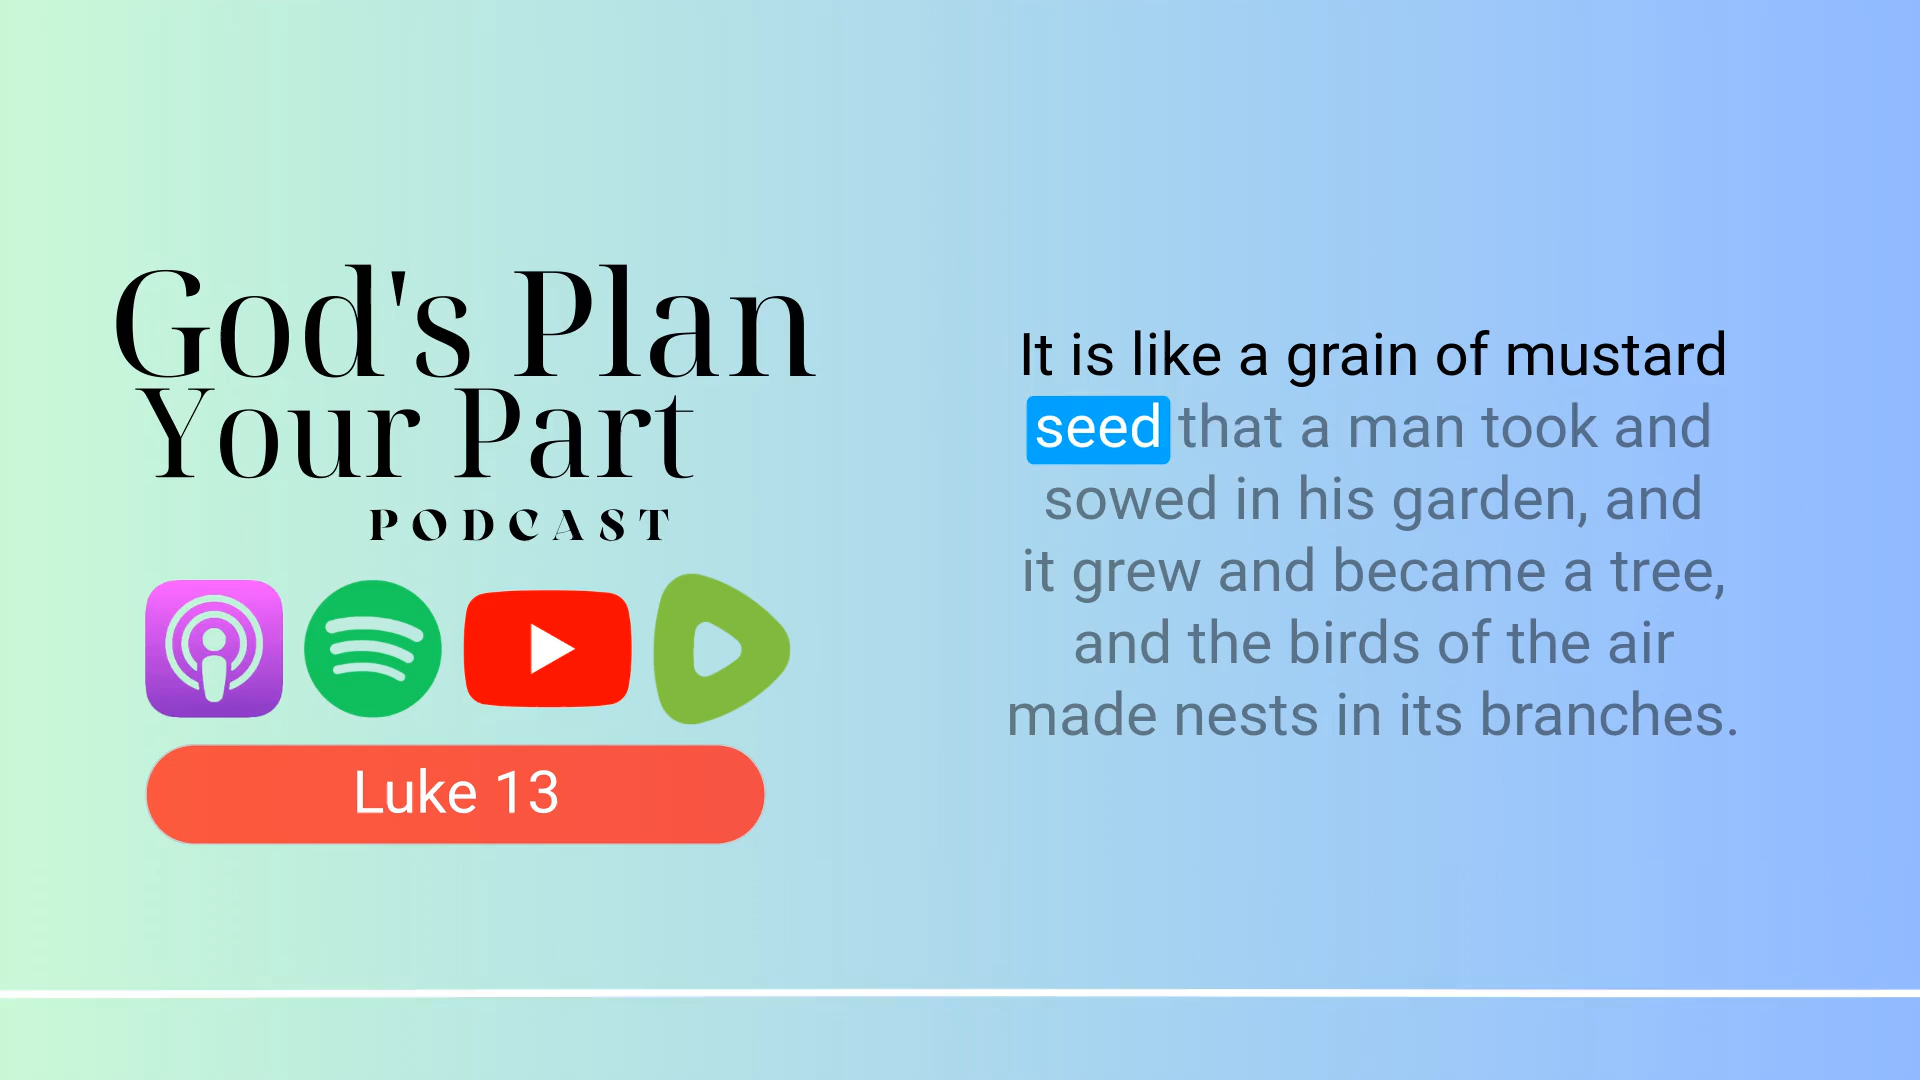 God's Plan
Your Part
PODCAST
Luke 13
It is like a grain of mustard
seed that a man took and
sowed in his garden, and
it grew and became a tree,
and the birds of the air
made nests in its branches.